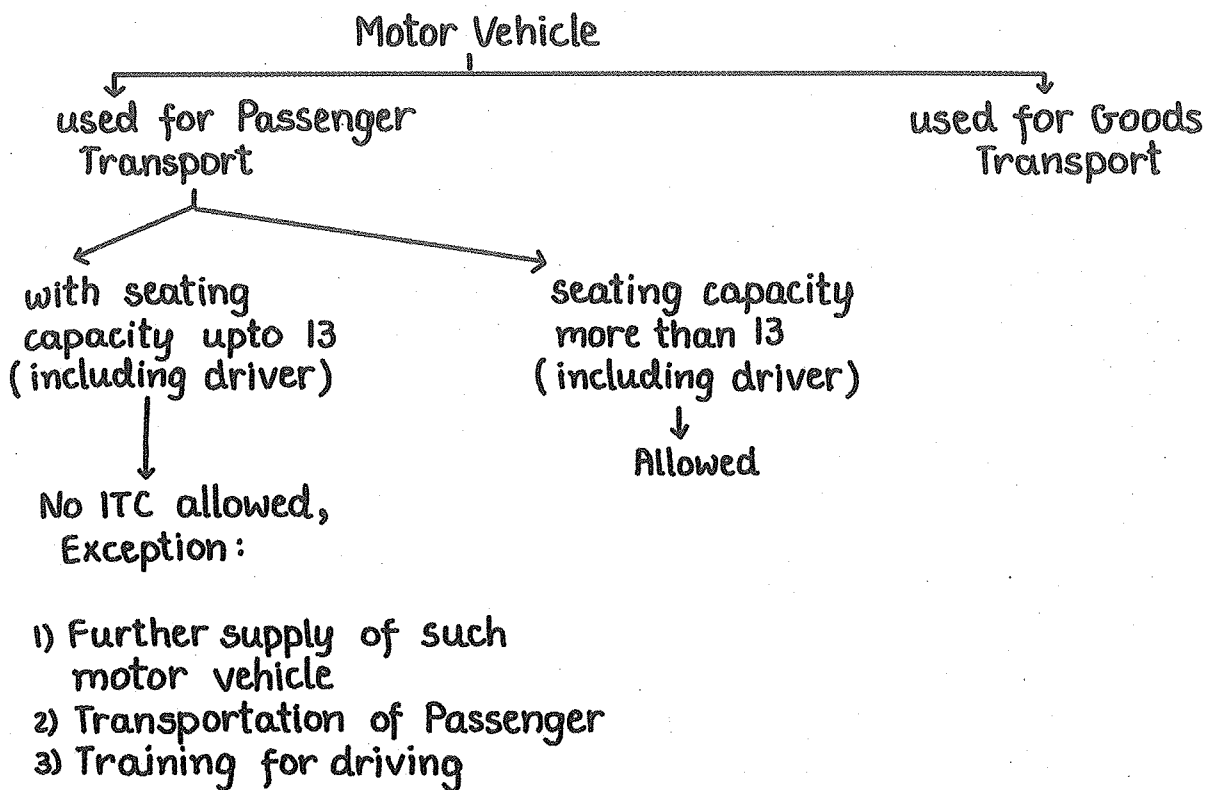 Motor Vehicle
used for Passenger
Transport
used for Goods
Transport
with seating
capacity upto 13
(including driver)
seating capacity
more than 13
(including driver)
Allowed
No ITC allowed,
Exception:
1) Further supply of such
motor vehicle
2) Transportation of Passenger
3) Training for driving